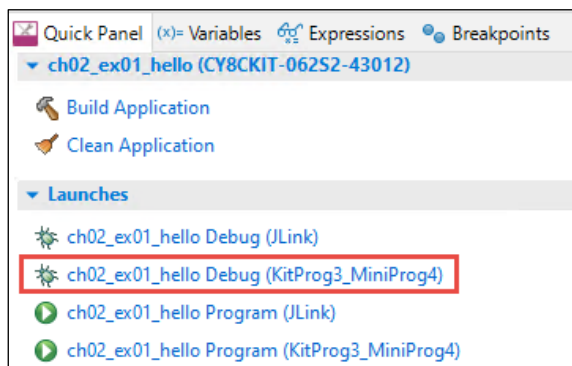 Quick Panel (x)= Variables Expressions Breakpoints
ch02_ex01_hello (CY8CKIT-062S2-43012)
Build Application
Clean Application
Launches
ch02_ex01_hello Debug (JLink)
ch02_ex01_hello Debug (KitProg3_MiniProg4)
ch02_ex01_hello Program (JLink)
ch02_ex01_hello Program (KitProg3_MiniProg4)